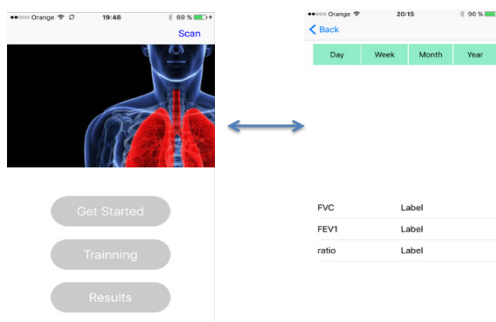 Orange 19:48 69 %
Scan
Get Started
Trainning
Results
Orange 20:15 90 %
Back
Day Week Month Year
FVC Label
FEV1 Label
ratio Label